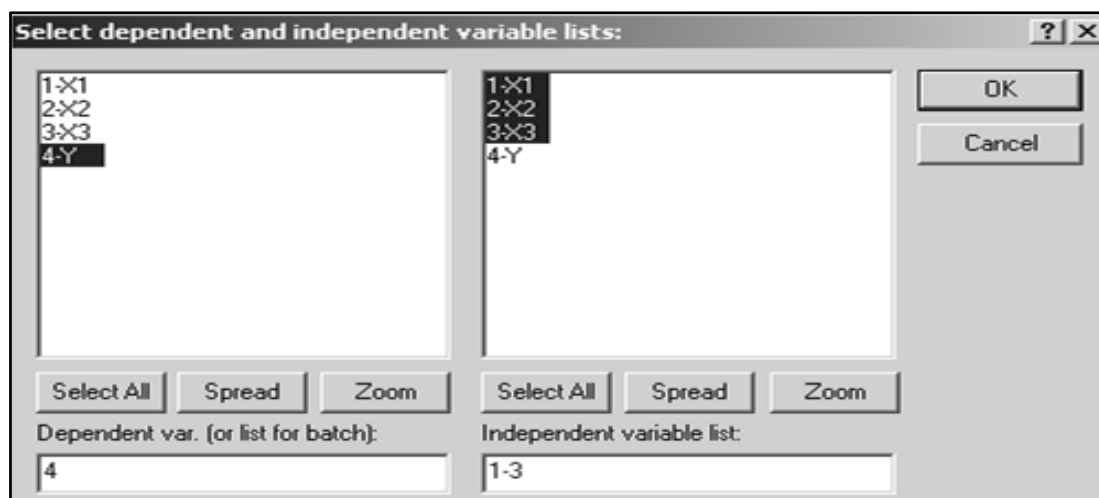 Select dependent and independent variable lists:
? X
1-X1
2-X2
3-X3
4-Y
1-X1
2-X2
3-X3
4-Y
OK
Cancel
Select All Spread Zoom
Select All Spread Zoom
Dependent var. (or list for batch):
Independent variable list:
4
1-3